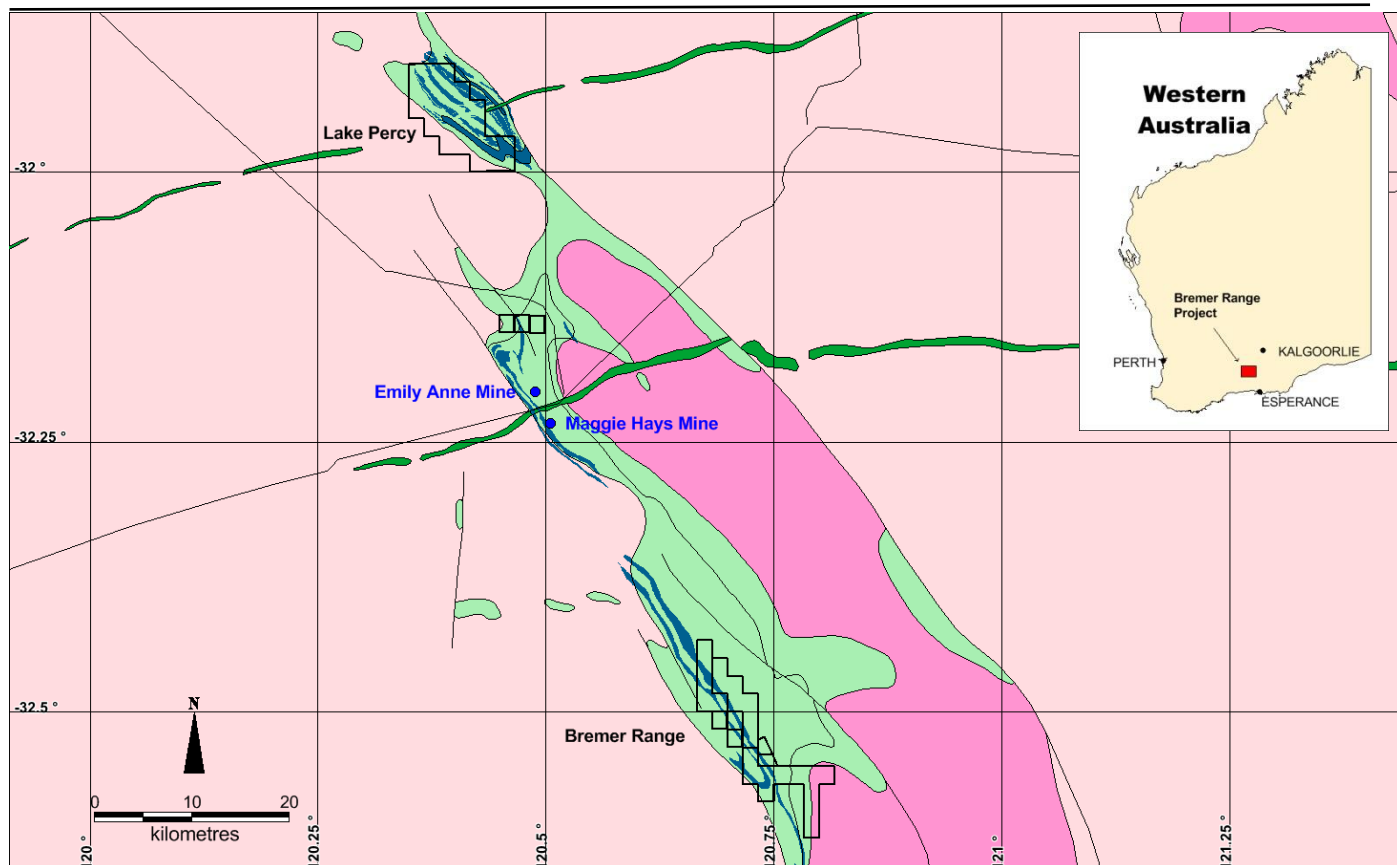 Lake Percy
-32 °
Emily Anne Mine
Maggie Hays Mine
-32.25 °
-32.5 °
Bremer Range
N
0 10 20
kilometres
120. °
120.25 °
120.5 °
120.75 °
121. °
121.25 °
Western
Australia
Bremer Range
Project
PERTH
KALGOORLIE
ESPERANCE